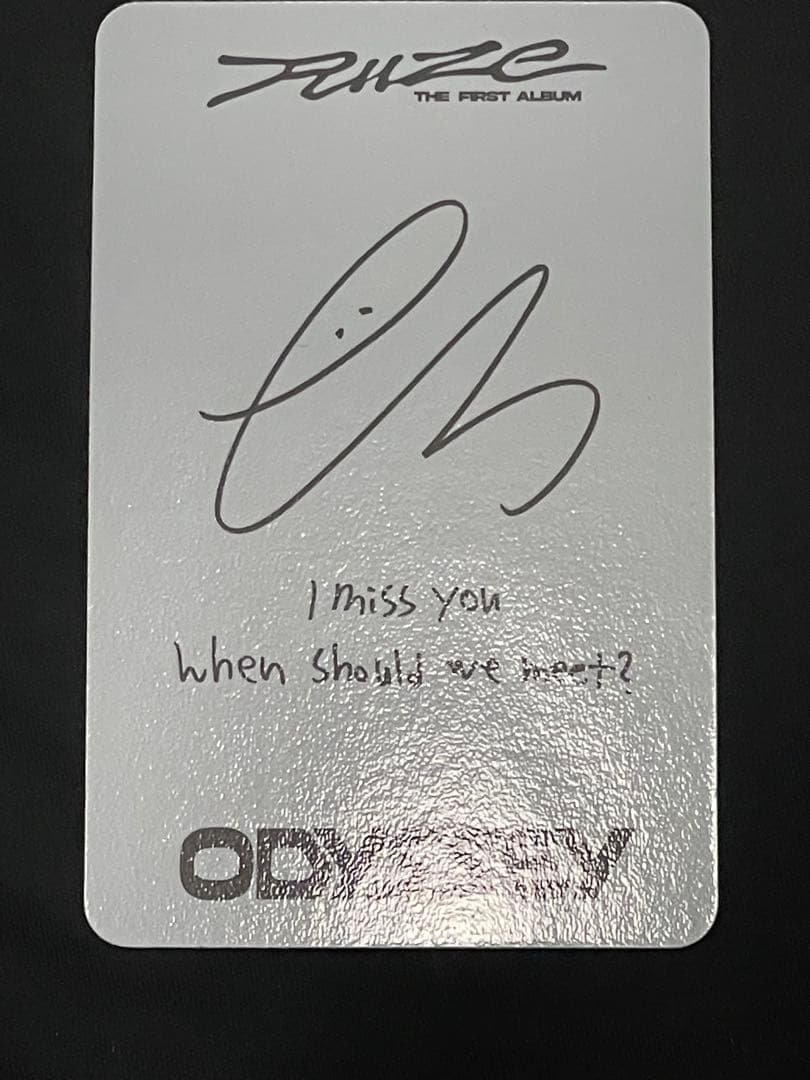 RIIZE
THE FIRST ALBUM
I miss you
when should we meet?
ODYSSEY